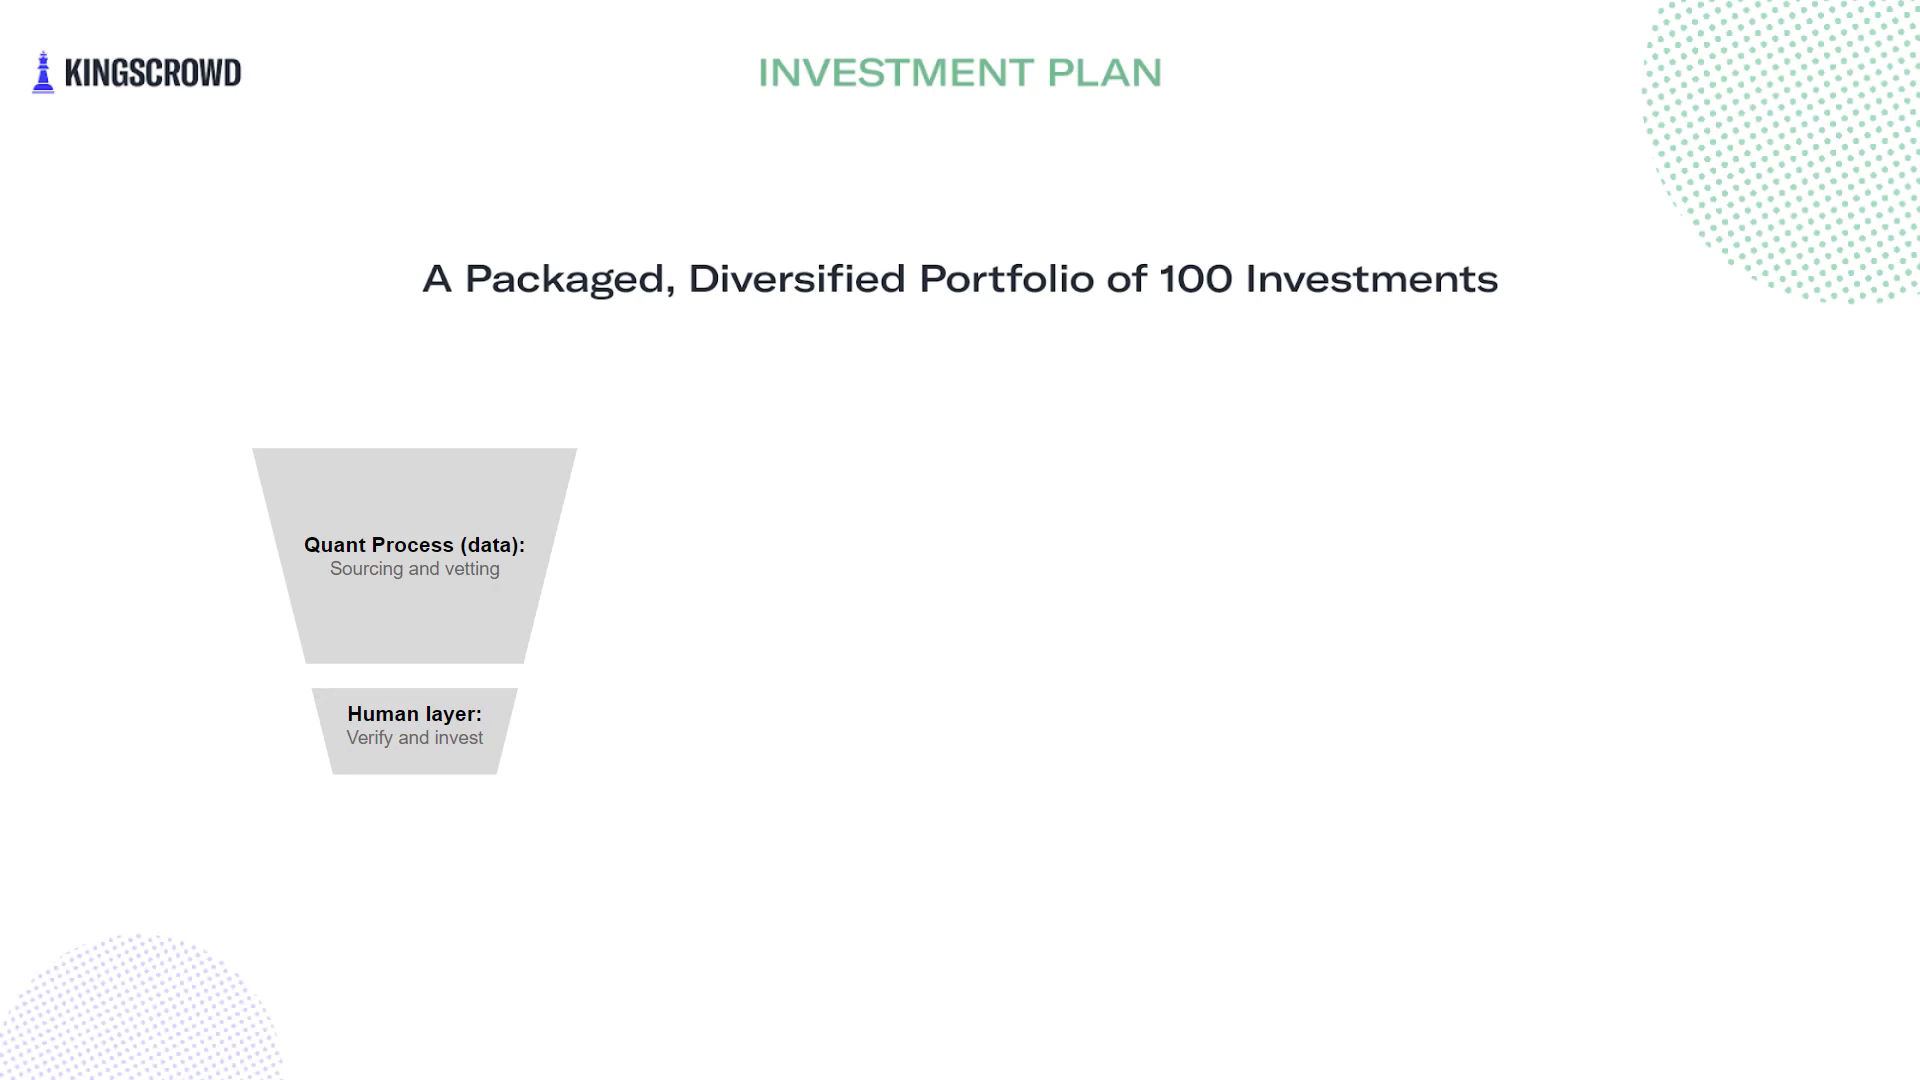 KINGSCROWD
INVESTMENT PLAN
A Packaged, Diversified Portfolio of 100 Investments
Quant Process (data):
Sourcing and vetting
Human layer:
Verify and invest